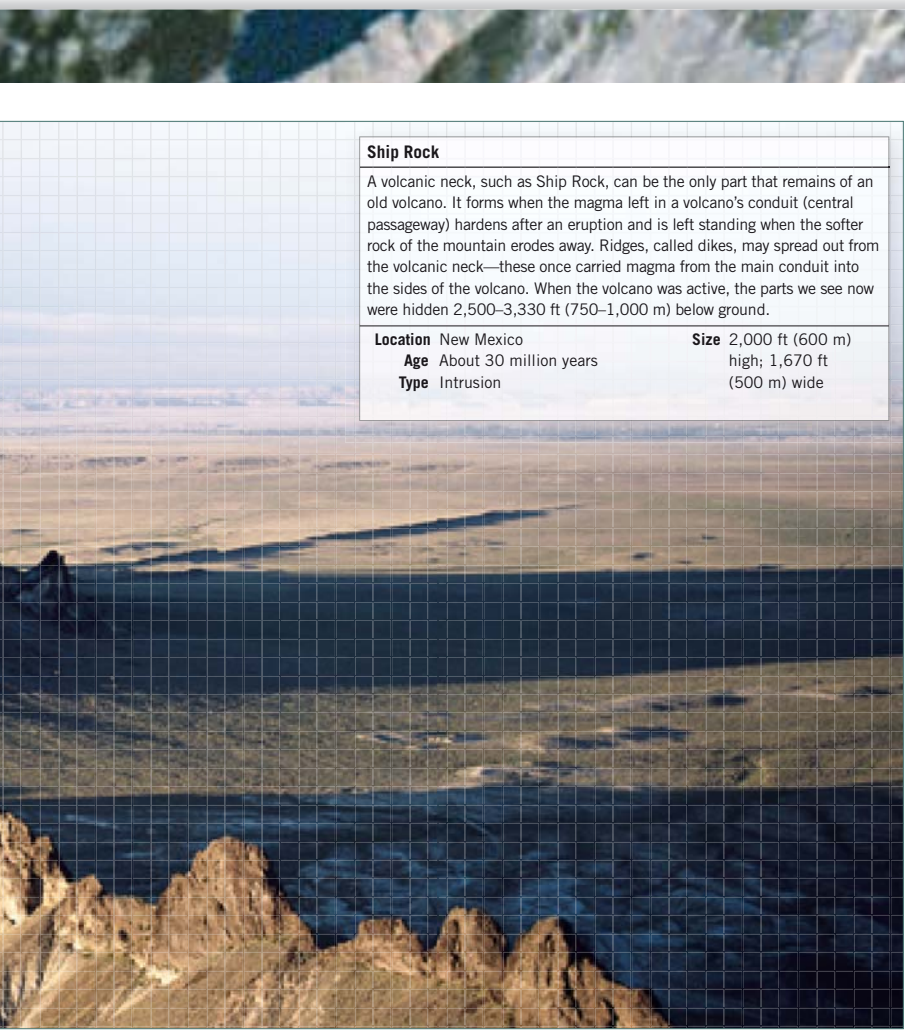 Ship Rock
A volcanic neck, such as Ship Rock, can be the only part that remains of an
old volcano. It forms when the magma left in a volcano’s conduit (central
passageway) hardens after an eruption and is left standing when the softer
rock of the mountain erodes away. Ridges, called dikes, may spread out from
the volcanic neck—these once carried magma from the main conduit into
the sides of the volcano. When the volcano was active, the parts we see now
were hidden 2,500–3,330 ft (750–1,000 m) below ground.
Location New Mexico
Age About 30 million years
Type Intrusion
Size 2,000 ft (600 m)
high; 1,670 ft
(500 m) wide